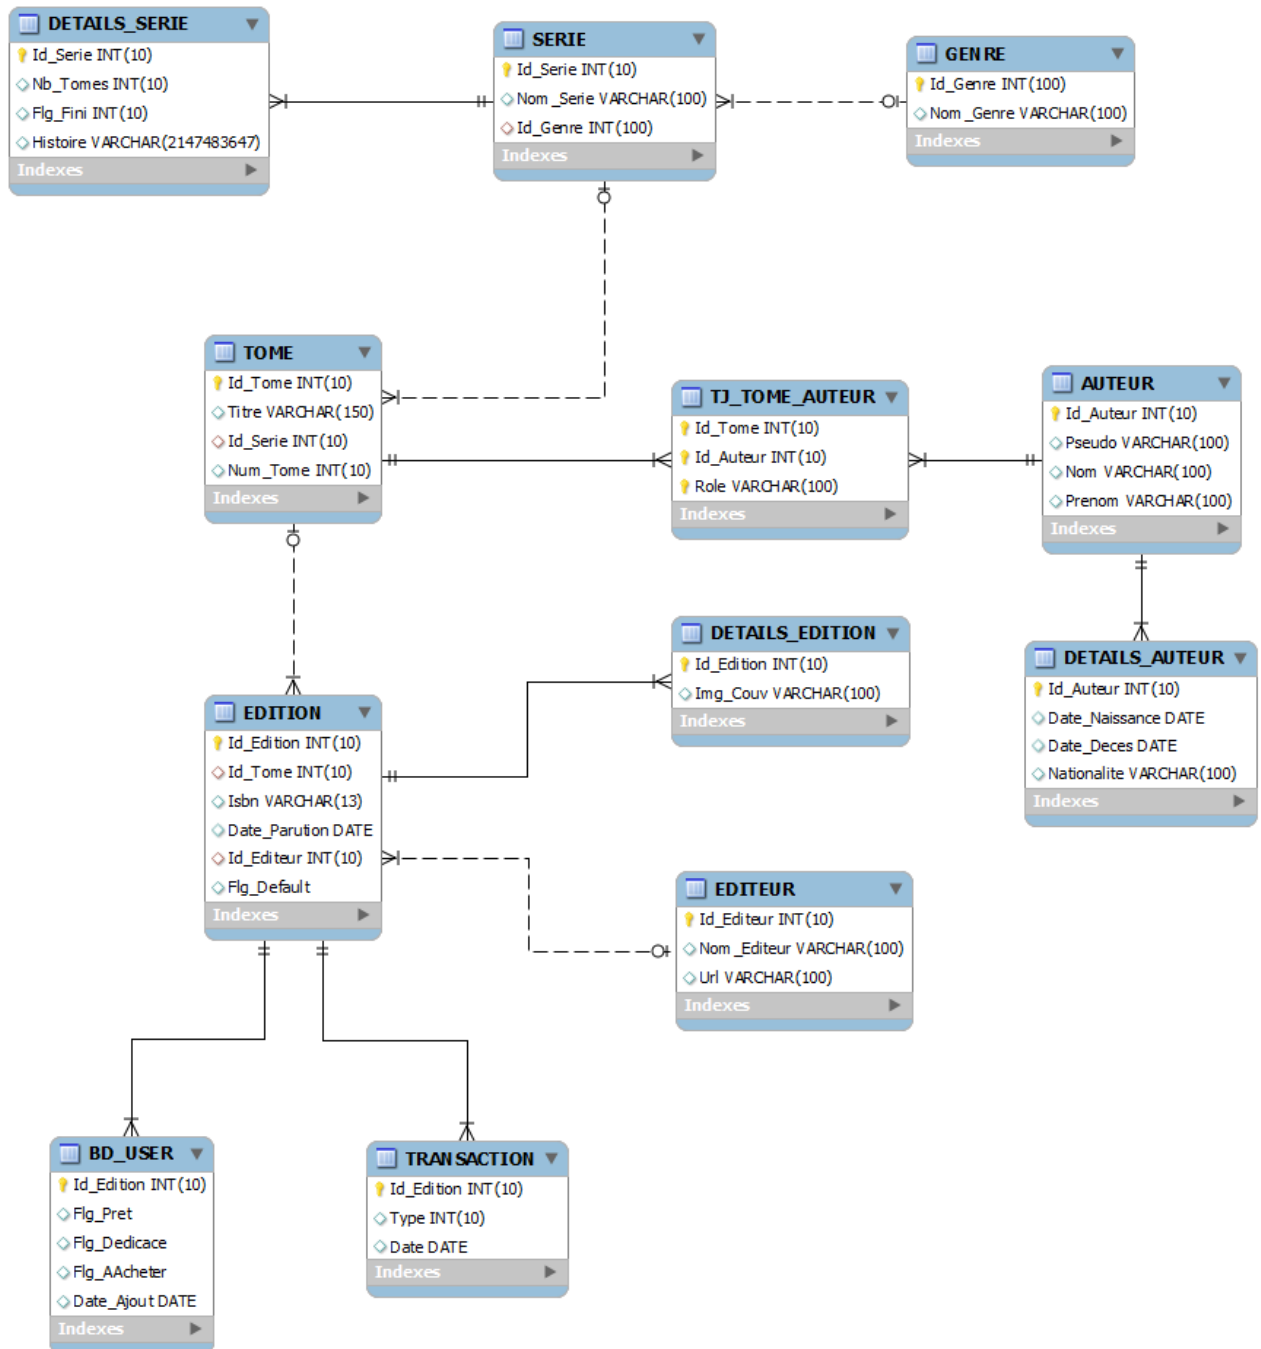 DETAILS_SERIE
Id_Serie INT(10)
Nb_Tomes INT(10)
Flg_Fini INT(10)
Histoire VARCHAR(2147483647)
Indexes
SERIE
Id_Serie INT(10)
Nom_Serie VARCHAR(100)
Id_Genre INT(100)
Indexes
GENRE
Id_Genre INT(100)
Nom_Genre VARCHAR(100)
Indexes
TOME
Id_Tome INT(10)
Titre VARCHAR(150)
Id_Serie INT(10)
Num_Tome INT(10)
Indexes
TJ_TOME_AUTEUR
Id_Tome INT(10)
Id_Auteur INT(10)
Role VARCHAR(100)
Indexes
AUTEUR
Id_Auteur INT(10)
Pseudo VARCHAR(100)
Nom VARCHAR(100)
Prenom VARCHAR(100)
Indexes
DETAILS_EDITION
Id_Edition INT(10)
Img_Couv VARCHAR(100)
Indexes
DETAILS_AUTEUR
Id_Auteur INT(10)
Date_Naissance DATE
Date_Deces DATE
Nationalite VARCHAR(100)
Indexes
EDITION
Id_Edition INT(10)
Id_Tome INT(10)
Isbn VARCHAR(13)
Date_Parution DATE
Id_Editeur INT(10)
Flg_Default
Indexes
EDITEUR
Id_Editeur INT(10)
Nom_Editeur VARCHAR(100)
Url VARCHAR(100)
Indexes
BD_USER
Id_Edition INT(10)
Flg_Pret
Flg_Dedicace
Flg_AAcheter
Date_Ajout DATE
Indexes
TRANSACTION
Id_Edition INT(10)
Type INT(10)
Date DATE
Indexes